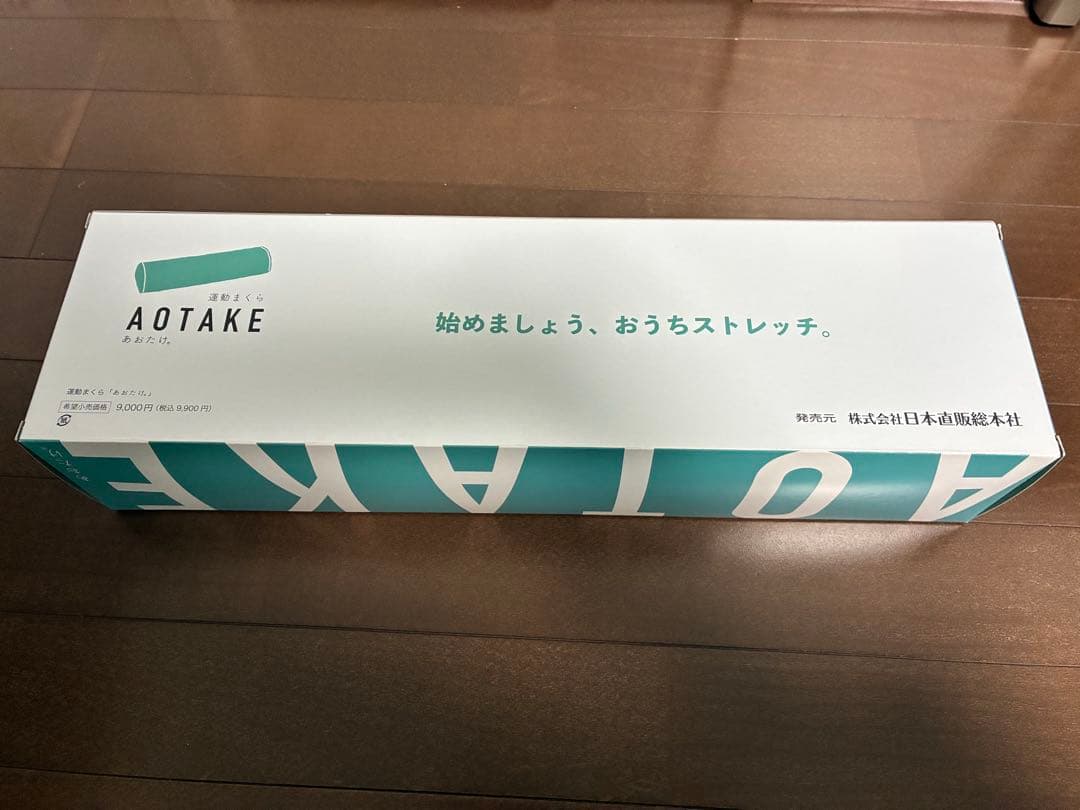 運動まくら
AOTAKE
あおたけ。
始めましょう、おうちストレッチ。
運動まくら「あおたけ。」
希望小売価格 9,000円(税込9,900円)
紙
発売元 株式会社日本直販総本社
AOTAKE